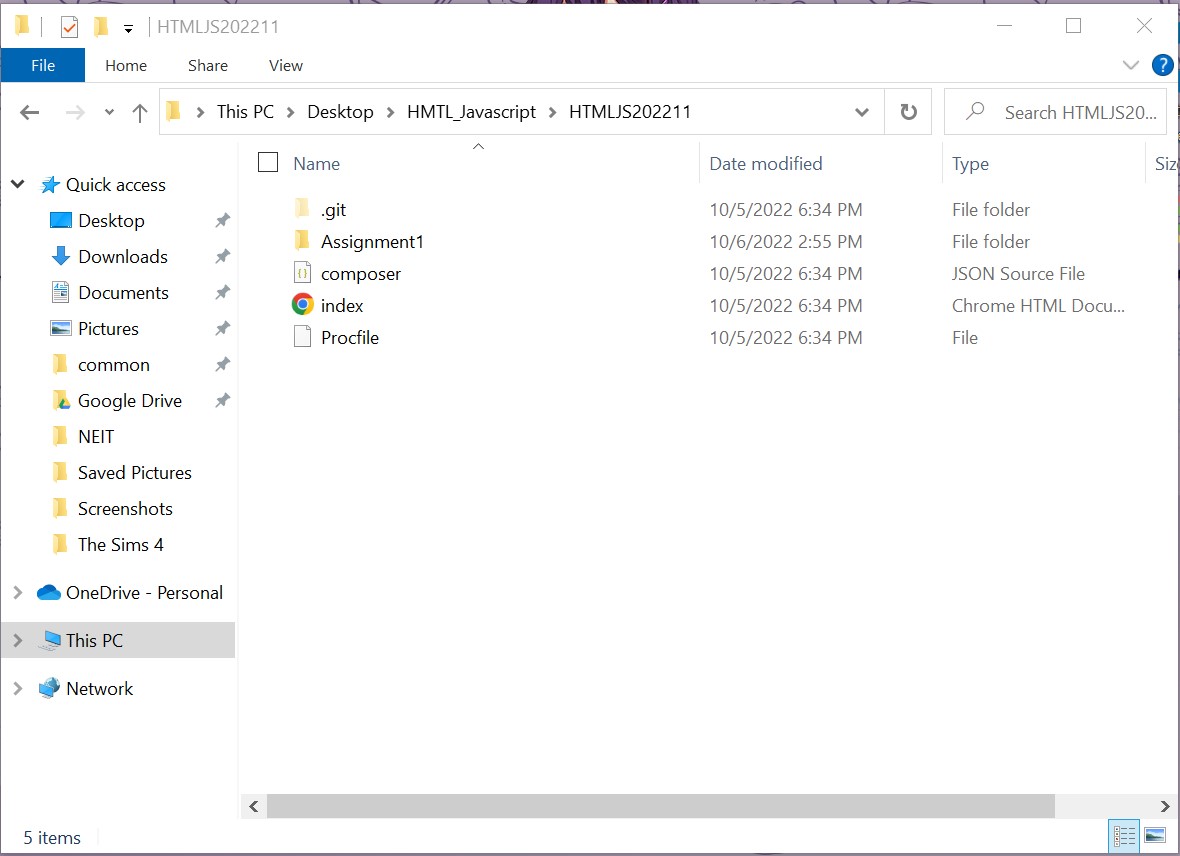 HTMLJS202211
File Home Share View ?
This PC Desktop HMTL_Javascript HTMLJS202211 Search HTMLJS20...
Name Date modified Type Siz
Quick access
Desktop
Downloads
Documents
Pictures
common
Google Drive
NEIT
Saved Pictures
Screenshots
The Sims 4
OneDrive - Personal
This PC
Network
.git 10/5/2022 6:34 PM File folder
Assignment1 10/6/2022 2:55 PM File folder
composer 10/5/2022 6:34 PM JSON Source File
index 10/5/2022 6:34 PM Chrome HTML Docu...
Procfile 10/5/2022 6:34 PM File
5 items